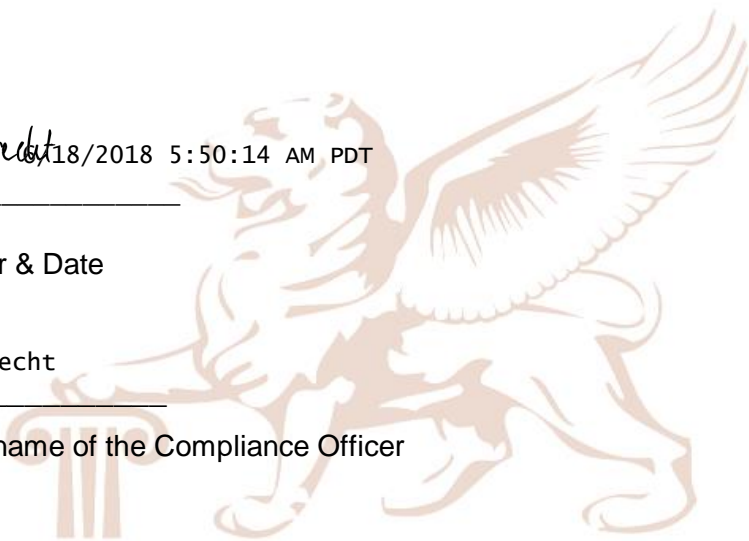 18/2018 5:50:14 AM PDT
r & Date
echt
name of the Compliance Officer